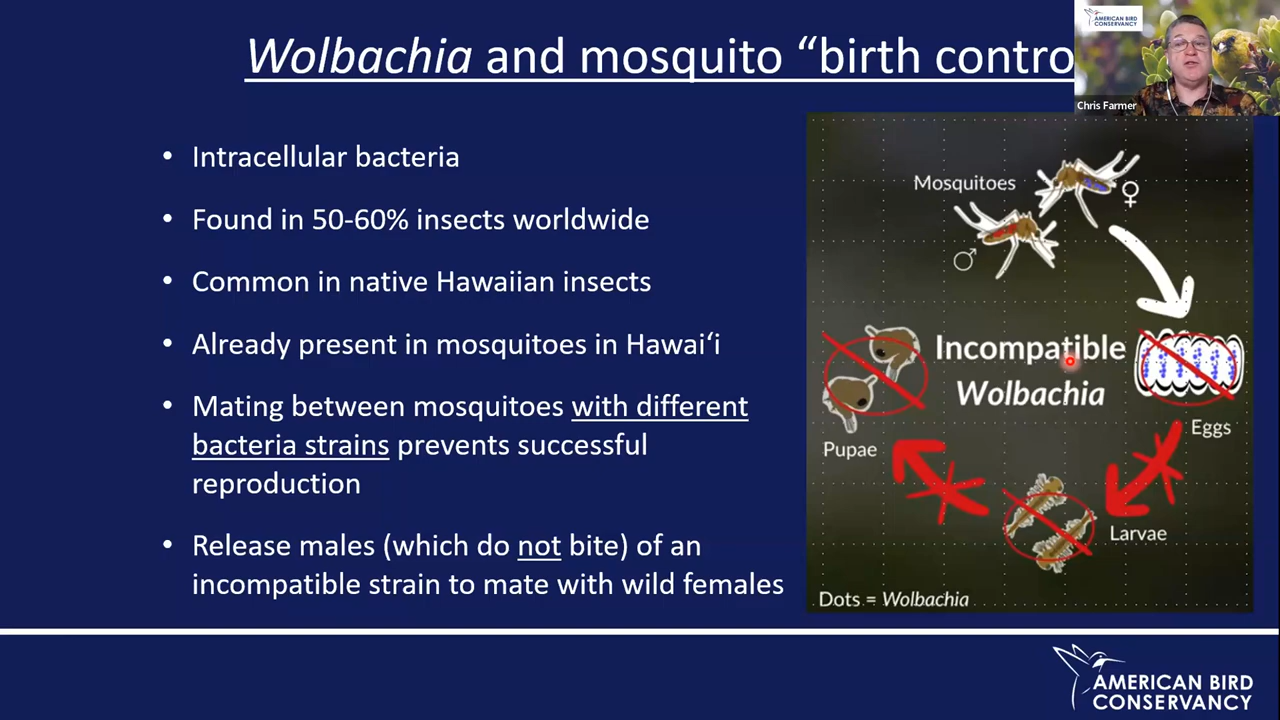 Wolbachia and mosquito “birth contro
AMERICAN BIRD
CONSERVANCY
Chris Farmer
• Intracellular bacteria
• Found in 50-60% insects worldwide
• Common in native Hawaiian insects
• Already present in mosquitoes in Hawaiʻi
• Mating between mosquitoes with different
bacteria strains prevents successful
reproduction
• Release males (which do not bite) of an
incompatible strain to mate with wild females
Mosquitoes
♀
♂
Incompatible
Wolbachia
Eggs
Pupae
Larvae
Dots = Wolbachia
AMERICAN BIRD
CONSERVANCY